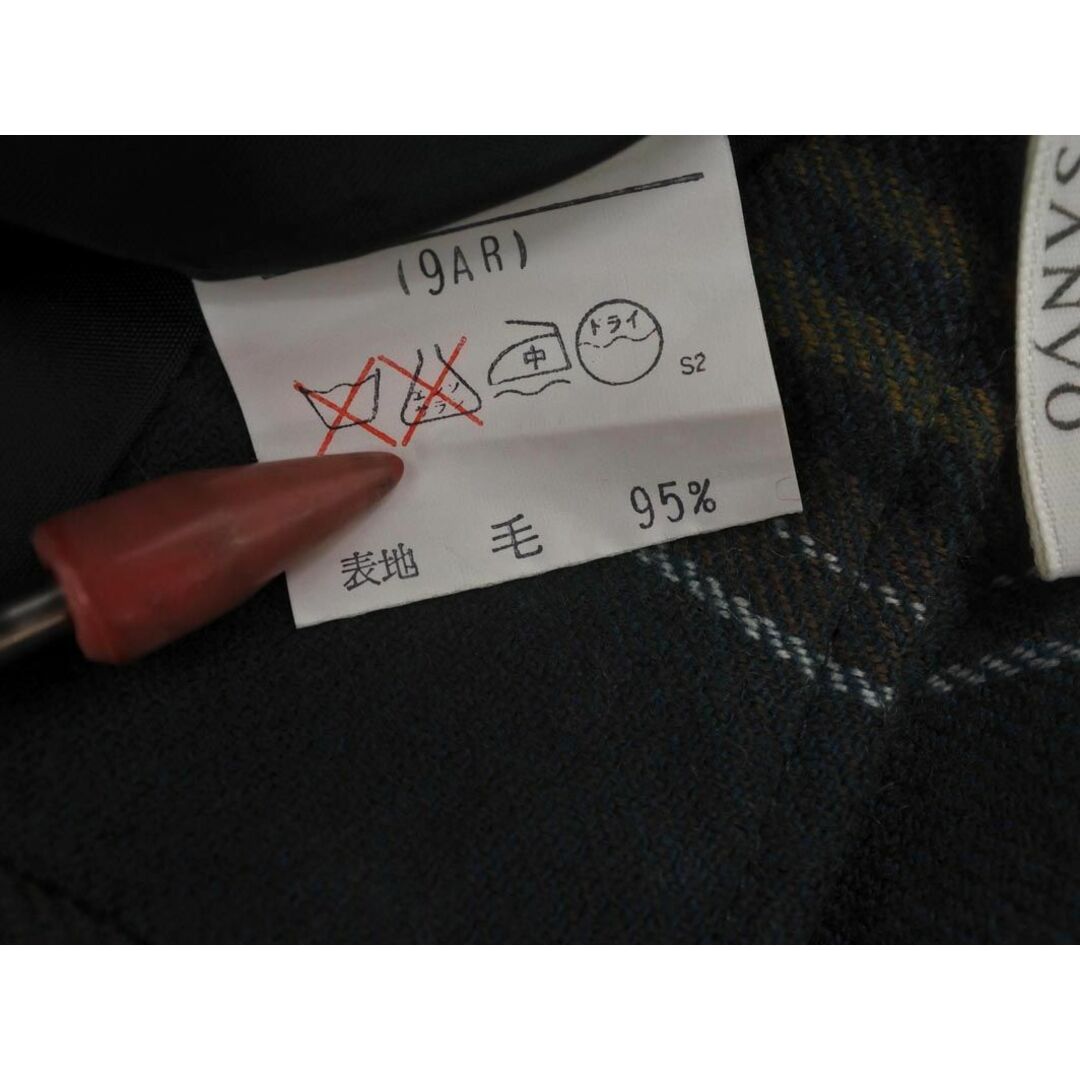 (9AR)
エンソ
サラシ
中
ドライ
S2
表地 毛 95%
SANYO